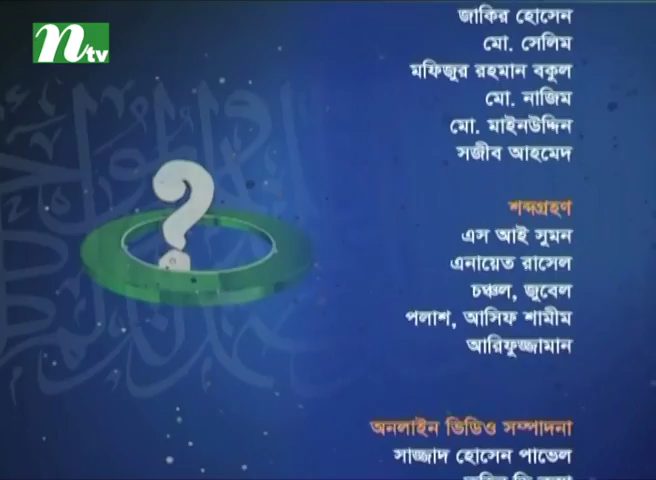 ntv
জাকির হোসেন
মো. সেলিম
মফিজুর রহমান বকুল
মো. নাজিম
মো. মাইনউদ্দিন
সজীব আহমেদ
শব্দগ্রহণ
এস আই সুমন
এনায়েত রাসেল
চঞ্চল, জুবেল
পলাশ, আসিফ শামীম
আরিফুজ্জামান
অনলাইন ভিডিও সম্পাদনা
সাজ্জাদ হোসেন পাভেল